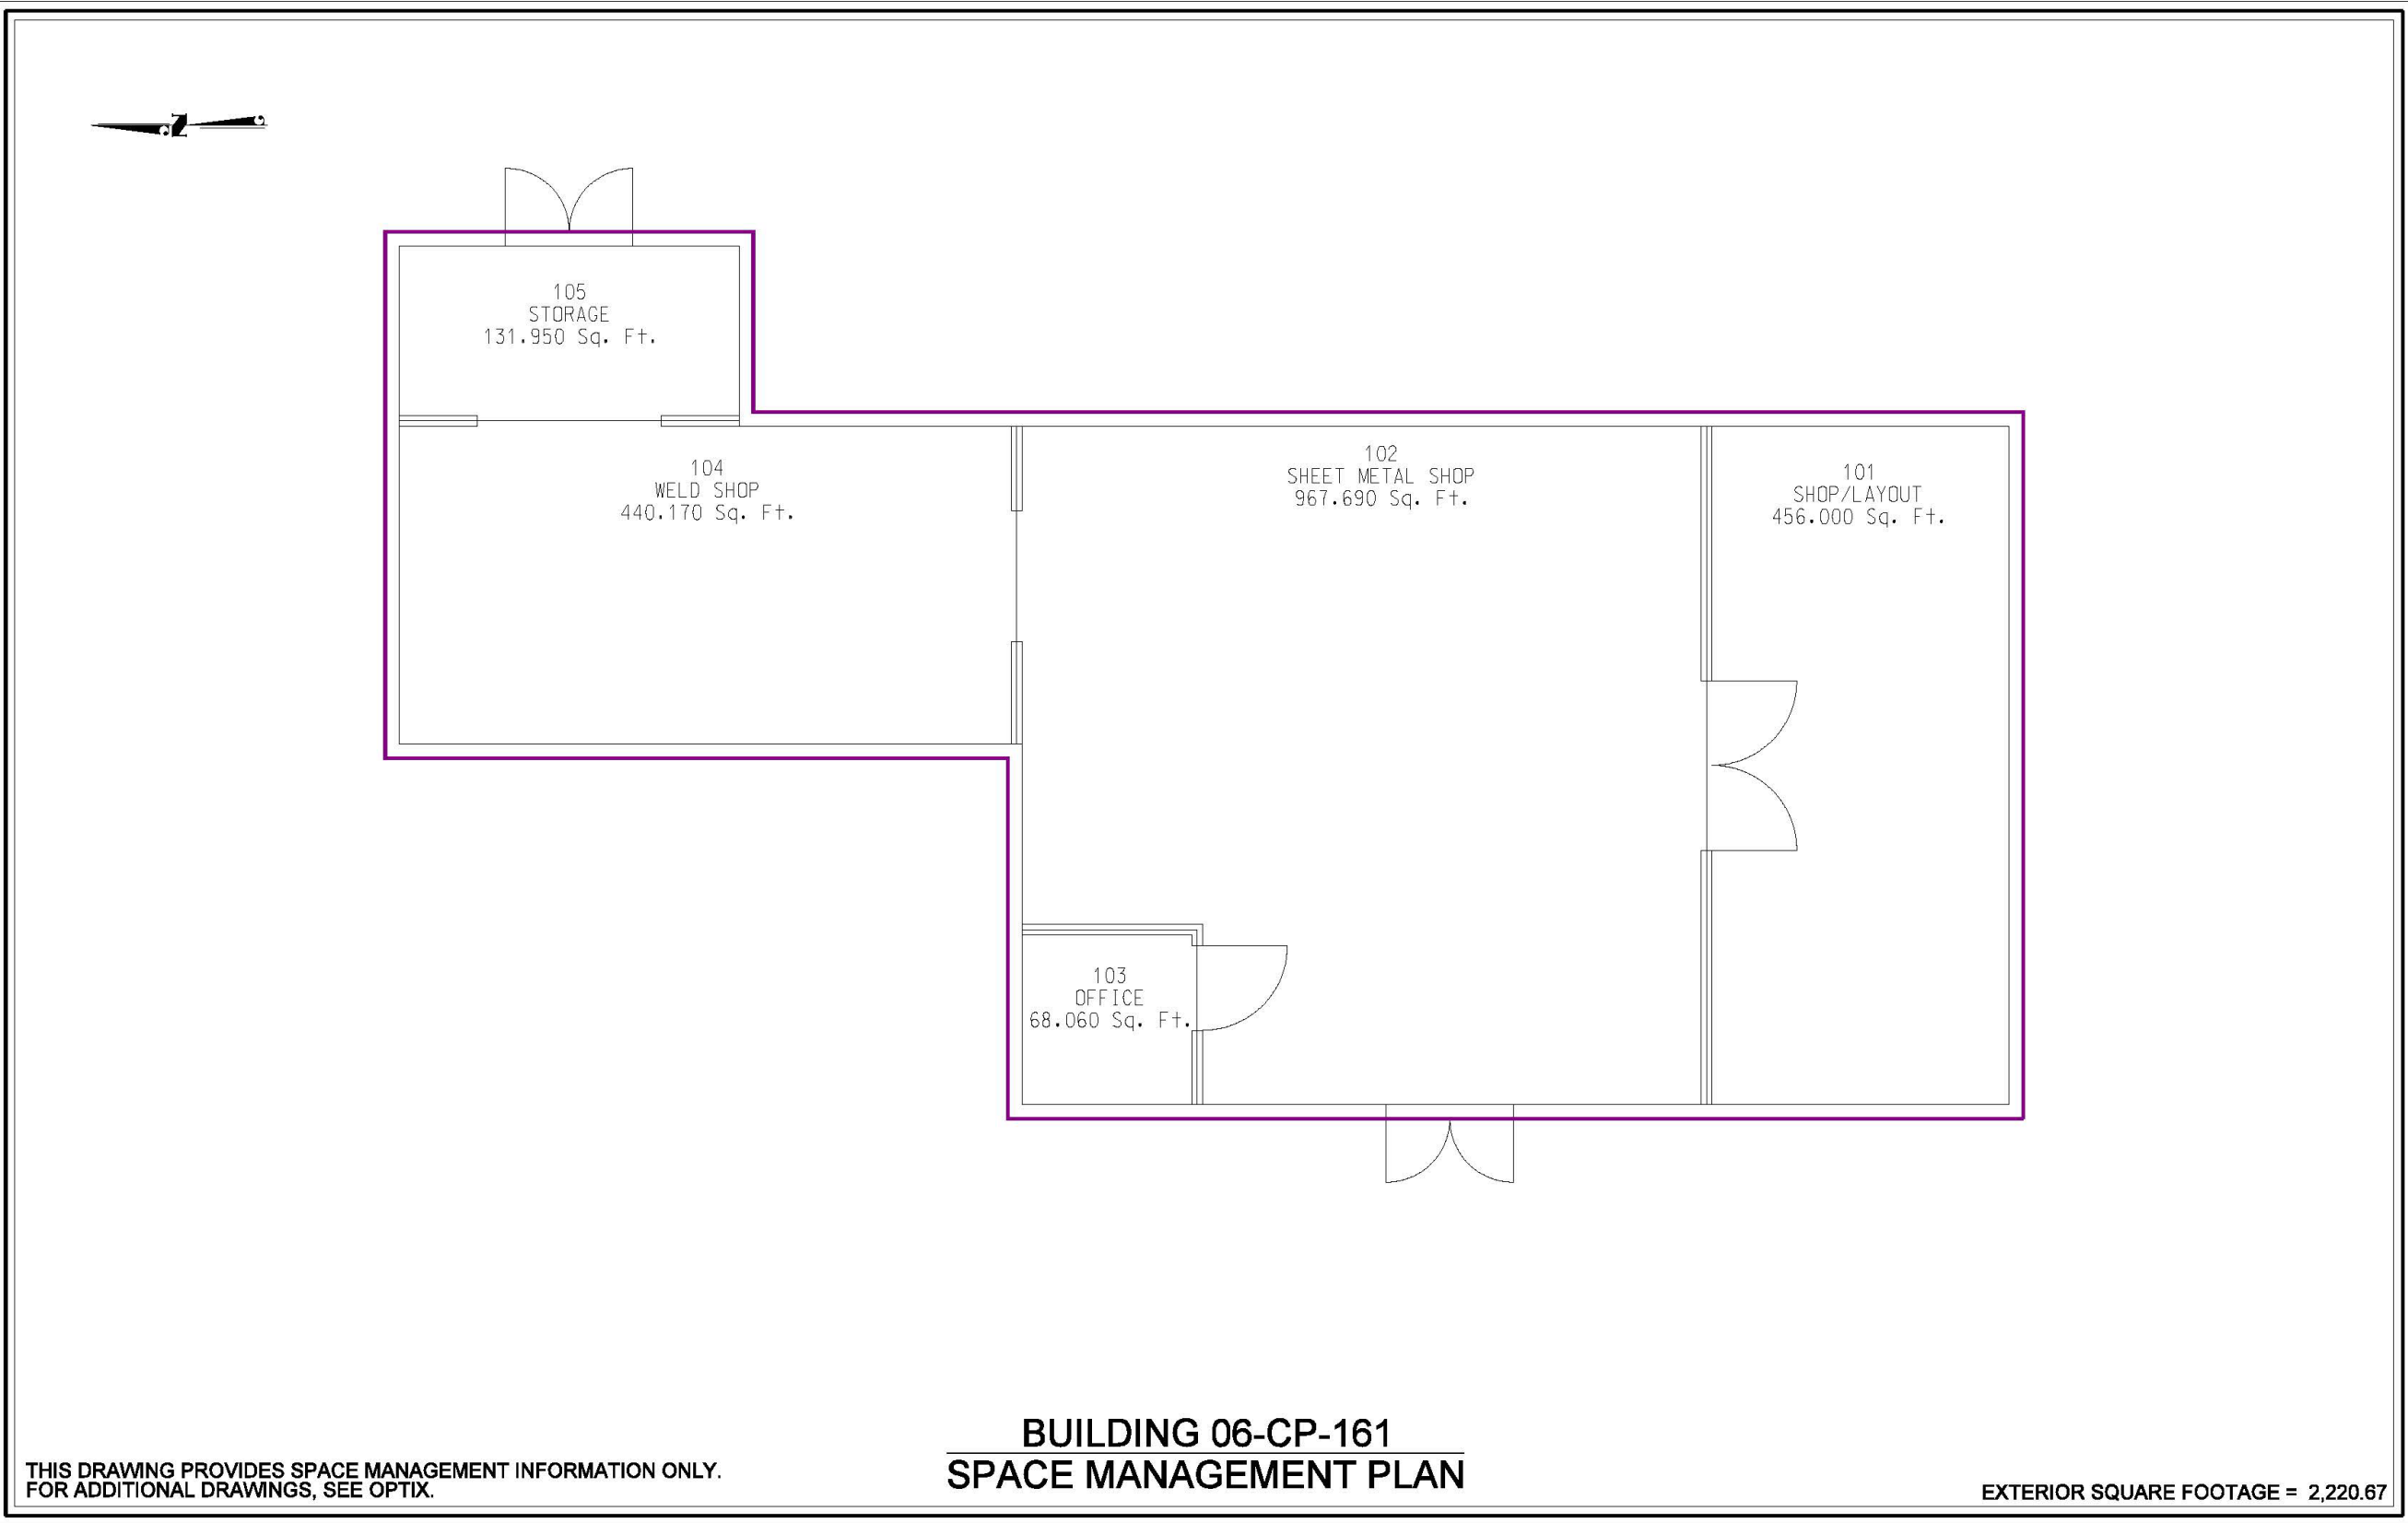 N
105
STORAGE
131.950 Sq. Ft.
104
WELD SHOP
440.170 Sq. Ft.
102
SHEET METAL SHOP
967.690 Sq. Ft.
101
SHOP/LAYOUT
456.000 Sq. Ft.
103
OFFICE
68.060 Sq. Ft.
BUILDING 06-CP-161
SPACE MANAGEMENT PLAN
THIS DRAWING PROVIDES SPACE MANAGEMENT INFORMATION ONLY.
FOR ADDITIONAL DRAWINGS, SEE OPTIX.
EXTERIOR SQUARE FOOTAGE = 2,220.67